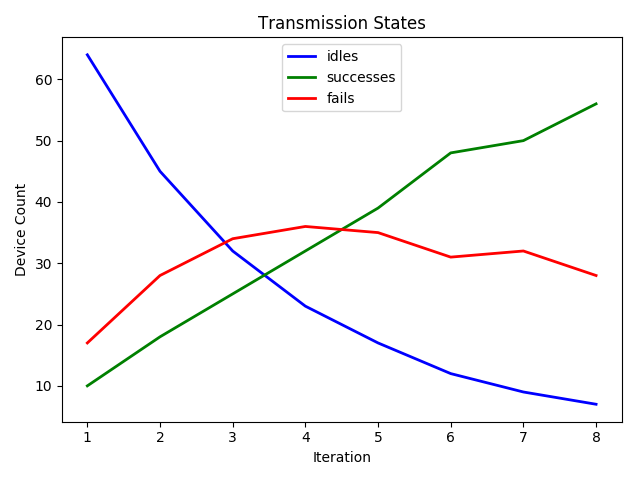 Transmission States
idles
successes
fails
60
50
40
30
20
10
Device Count
1 2 3 4 5 6 7 8
Iteration